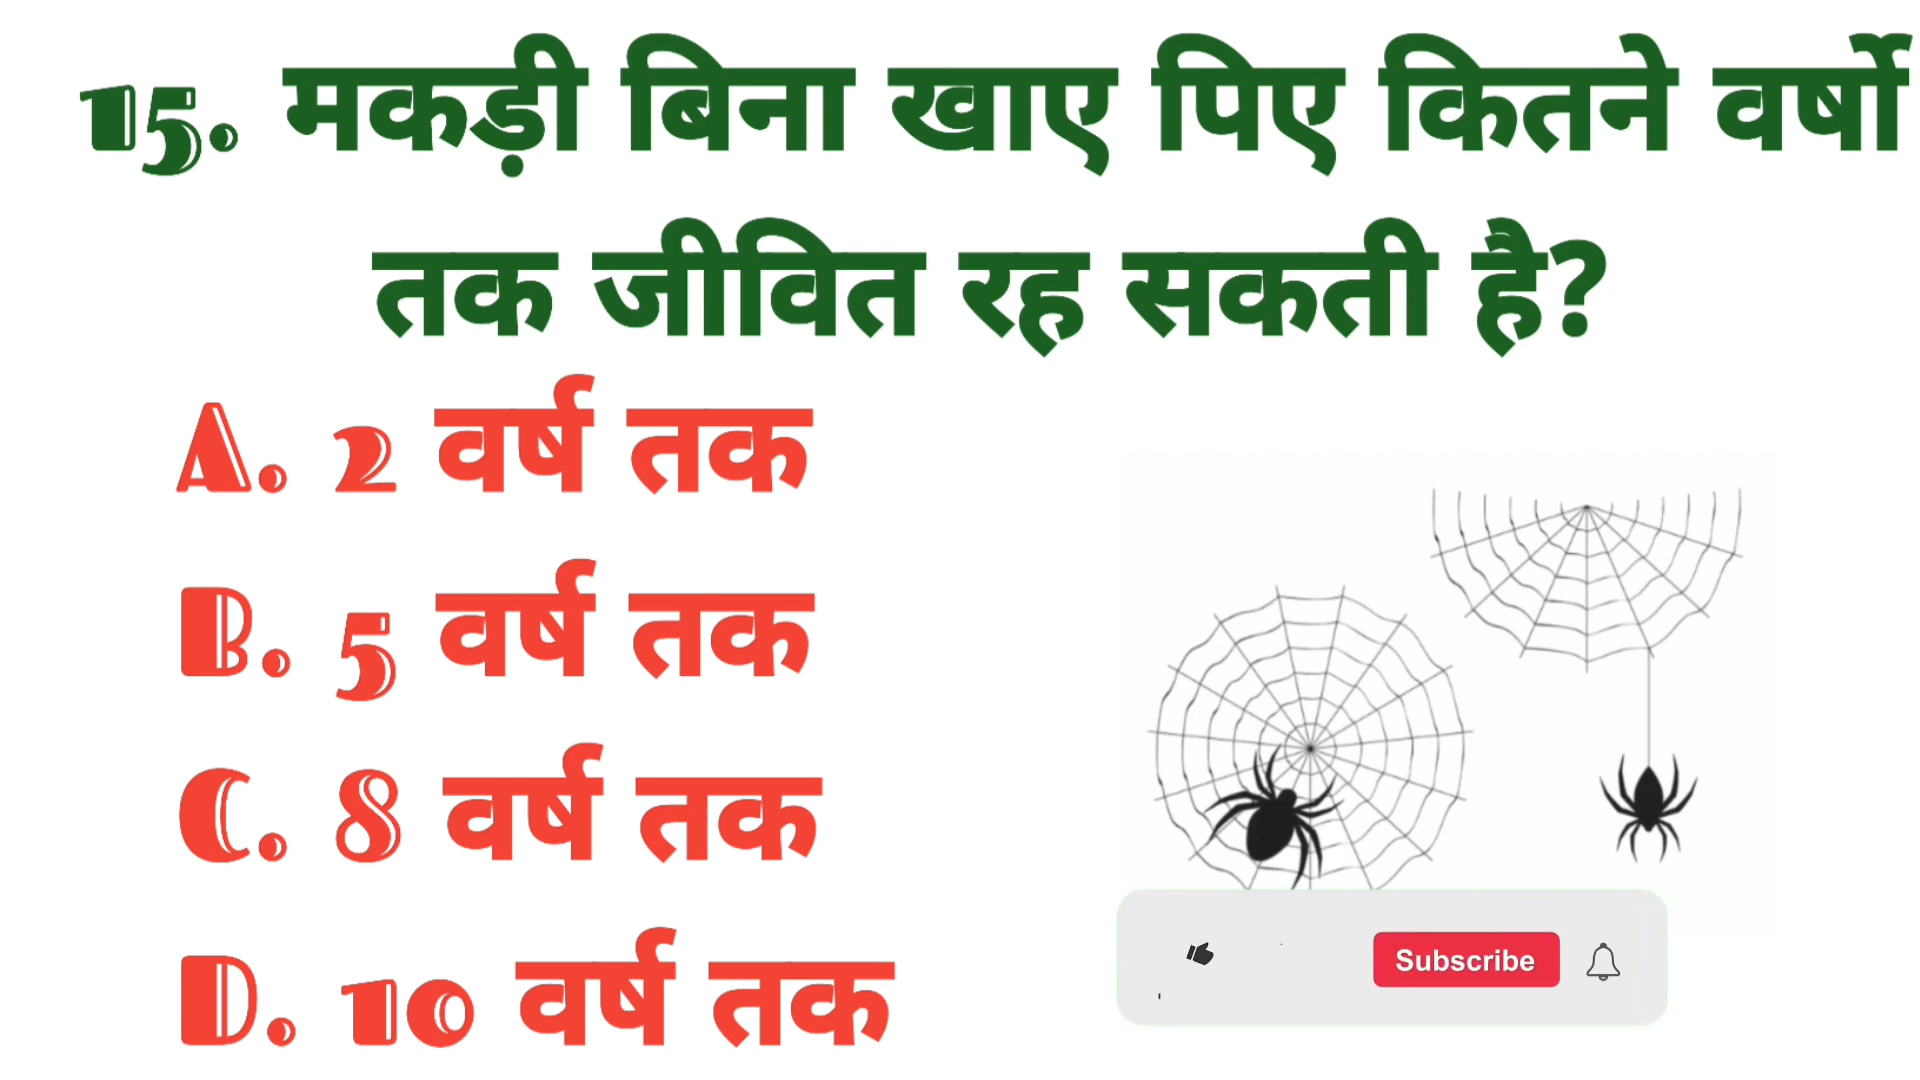 15. मकड़ी बिना खाए पिए कितने वर्षो
तक जीवित रह सकती है?
A. 2 वर्ष तक
B. 5 वर्ष तक
C. 8 वर्ष तक
D. 10 वर्ष तक
Subscribe